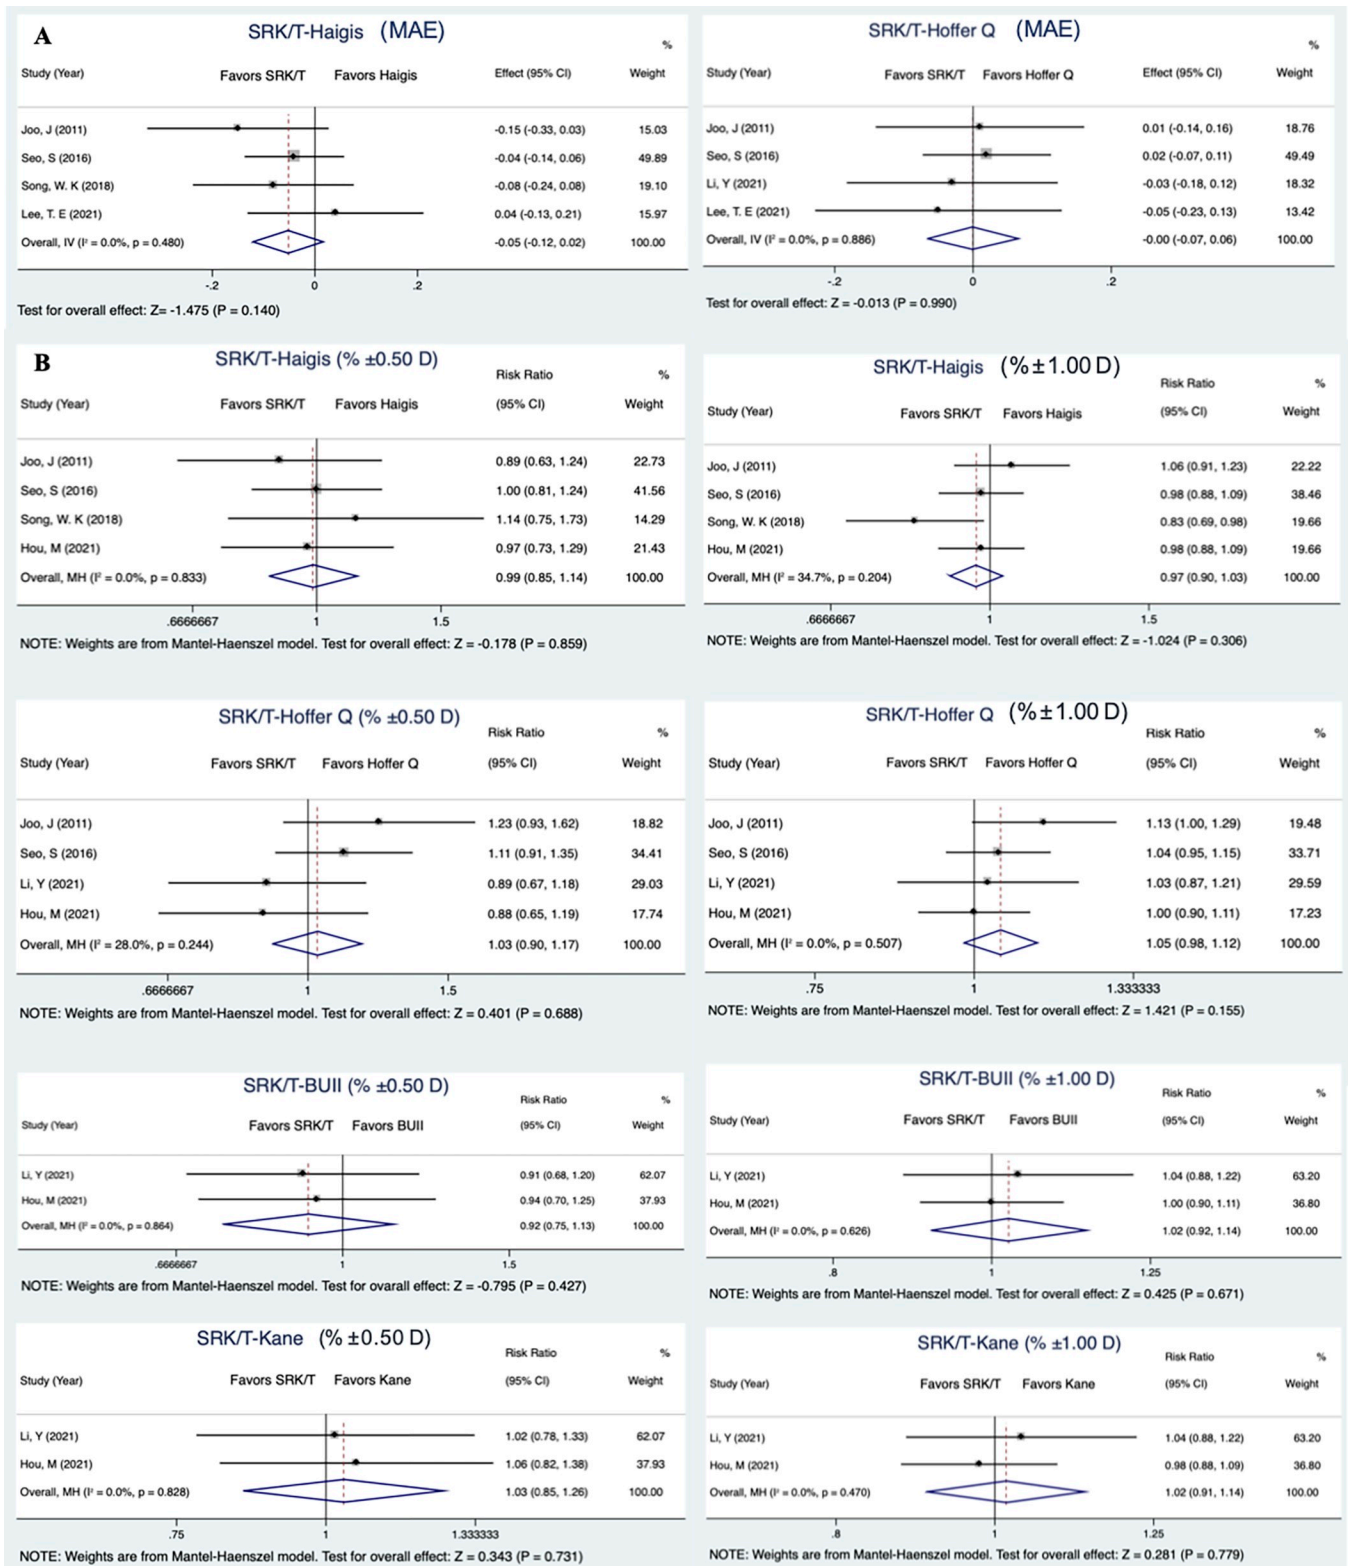 A
SRK/T-Haigis (MAE)
%
Study (Year) Favors SRK/T Favors Haigis Effect (95% CI) Weight
Joo, J (2011) -0.15 (-0.33, 0.03) 15.03
Seo, S (2016) -0.04 (-0.14, 0.06) 49.89
Song, W. K (2018) -0.08 (-0.24, 0.08) 19.10
Lee, T. E (2021) 0.04 (-0.13, 0.21) 15.97
Overall, IV (I² = 0.0%, p = 0.480) -0.05 (-0.12, 0.02) 100.00
-.2 0 .2
Test for overall effect: Z= -1.475 (P = 0.140)
SRK/T-Hoffer Q (MAE)
%
Study (Year) Favors SRK/T Favors Hoffer Q Effect (95% CI) Weight
Joo, J (2011) 0.01 (-0.14, 0.16) 18.76
Seo, S (2016) 0.02 (-0.07, 0.11) 49.49
Li, Y (2021) -0.03 (-0.18, 0.12) 18.32
Lee, T. E (2021) -0.05 (-0.23, 0.13) 13.42
Overall, IV (I² = 0.0%, p = 0.886) -0.00 (-0.07, 0.06) 100.00
-.2 0 .2
Test for overall effect: Z = -0.013 (P = 0.990)
B
SRK/T-Haigis (% ±0.50 D)
Risk Ratio %
Study (Year) Favors SRK/T Favors Haigis (95% CI) Weight
Joo, J (2011) 0.89 (0.63, 1.24) 22.73
Seo, S (2016) 1.00 (0.81, 1.24) 41.56
Song, W. K (2018) 1.14 (0.75, 1.73) 14.29
Hou, M (2021) 0.97 (0.73, 1.29) 21.43
Overall, MH (I² = 0.0%, p = 0.833) 0.99 (0.85, 1.14) 100.00
.6666667 1 1.5
NOTE: Weights are from Mantel-Haenszel model. Test for overall effect: Z = -0.178 (P = 0.859)
SRK/T-Haigis (%±1.00 D)
Risk Ratio %
Study (Year) Favors SRK/T Favors Haigis (95% CI) Weight
Joo, J (2011) 1.06 (0.91, 1.23) 22.22
Seo, S (2016) 0.98 (0.88, 1.09) 38.46
Song, W. K (2018) 0.83 (0.69, 0.98) 19.66
Hou, M (2021) 0.98 (0.88, 1.09) 19.66
Overall, MH (I² = 34.7%, p = 0.204) 0.97 (0.90, 1.03) 100.00
.6666667 1 1.5
NOTE: Weights are from Mantel-Haenszel model. Test for overall effect: Z = -1.024 (P = 0.306)
SRK/T-Hoffer Q (% ±0.50 D)
Risk Ratio %
Study (Year) Favors SRK/T Favors Hoffer Q (95% CI) Weight
Joo, J (2011) 1.23 (0.93, 1.62) 18.82
Seo, S (2016) 1.11 (0.91, 1.35) 34.41
Li, Y (2021) 0.89 (0.67, 1.18) 29.03
Hou, M (2021) 0.88 (0.65, 1.19) 17.74
Overall, MH (I² = 28.0%, p = 0.244) 1.03 (0.90, 1.17) 100.00
.6666667 1 1.5
NOTE: Weights are from Mantel-Haenszel model. Test for overall effect: Z = 0.401 (P = 0.688)
SRK/T-Hoffer Q (%±1.00 D)
Risk Ratio %
Study (Year) Favors SRK/T Favors Hoffer Q (95% CI) Weight
Joo, J (2011) 1.13 (1.00, 1.29) 19.48
Seo, S (2016) 1.04 (0.95, 1.15) 33.71
Li, Y (2021) 1.03 (0.87, 1.21) 29.59
Hou, M (2021) 1.00 (0.90, 1.11) 17.23
Overall, MH (I² = 0.0%, p = 0.507) 1.05 (0.98, 1.12) 100.00
.75 1 1.333333
NOTE: Weights are from Mantel-Haenszel model. Test for overall effect: Z = 1.421 (P = 0.155)
SRK/T-BUII (% ±0.50 D)
Risk Ratio %
Study (Year) Favors SRK/T Favors BUII (95% CI) Weight
Li, Y (2021) 0.91 (0.68, 1.20) 62.07
Hou, M (2021) 0.94 (0.70, 1.25) 37.93
Overall, MH (I² = 0.0%, p = 0.864) 0.92 (0.75, 1.13) 100.00
.6666667 1 1.5
NOTE: Weights are from Mantel-Haenszel model. Test for ovarall effect: Z = -0.795 (P = 0.427)
SRK/T-BUII (% ±1.00 D)
Risk Ratio %
Study (Year) Favors SRK/T Favors BUII (95% CI) Weight
Li, Y (2021) 1.04 (0.88, 1.22) 63.20
Hou, M (2021) 1.00 (0.90, 1.11) 36.80
Overall, MH (I² = 0.0%, p = 0.626) 1.02 (0.92, 1.14) 100.00
.8 1 1.25
NOTE: Weights are from Mantel-Haenszel model. Test for overall effect: Z = 0.425 (P = 0.671)
SRK/T-Kane (%±0.50 D)
Risk Ratio %
Study (Year) Favors SRK/T Favors Kane (95% CI) Weight
Li, Y (2021) 1.02 (0.78, 1.33) 62.07
Hou, M (2021) 1.06 (0.82, 1.38) 37.93
Overall, MH (I² = 0.0%, p = 0.828) 1.03 (0.85, 1.26) 100.00
.75 1 1.333333
NOTE: Weights are from Mantel-Haenszel model. Test for overall effect: Z = 0.343 (P = 0.731)
SRK/T-Kane (% ±1.00 D)
Risk Ratio %
Study (Year) Favors SRK/T Favors Kane (95% CI) Weight
Li, Y (2021) 1.04 (0.88, 1.22) 63.20
Hou, M (2021) 0.98 (0.88, 1.09) 36.80
Overall, MH (I² = 0.0%, p = 0.470) 1.02 (0.91, 1.14) 100.00
.8 1 1.25
NOTE: Weights are from Mantel-Haenszel model. Test for overall effect: Z = 0.281 (P = 0.779)